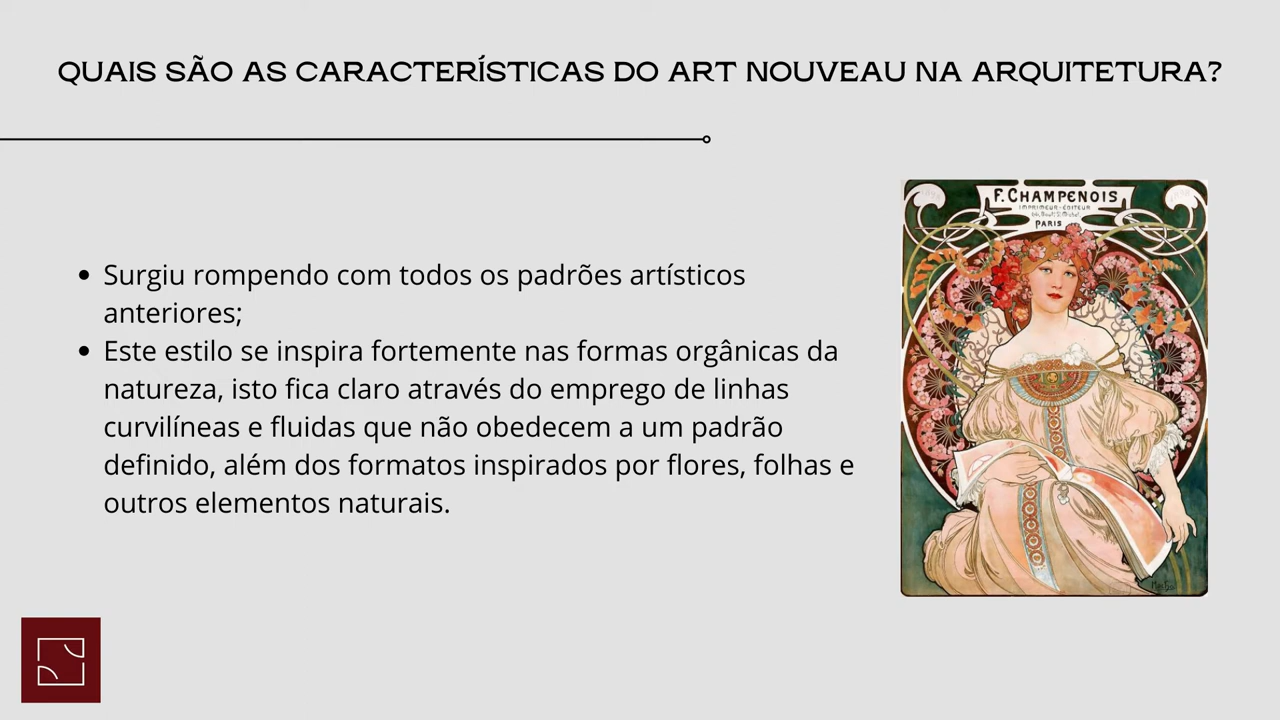 QUAIS SÃO AS CARACTERÍSTICAS DO ART NOUVEAU NA ARQUITETURA?
F. CHAMPENOIS
IMPRIMEUR-ÉDITEUR
PARIS
Surgiu rompendo com todos os padrões artísticos
anteriores;
Este estilo se inspira fortemente nas formas orgânicas da
natureza, isto fica claro através do emprego de linhas
curvilíneas e fluidas que não obedecem a um padrão
definido, além dos formatos inspirados por flores, folhas e
outros elementos naturais.